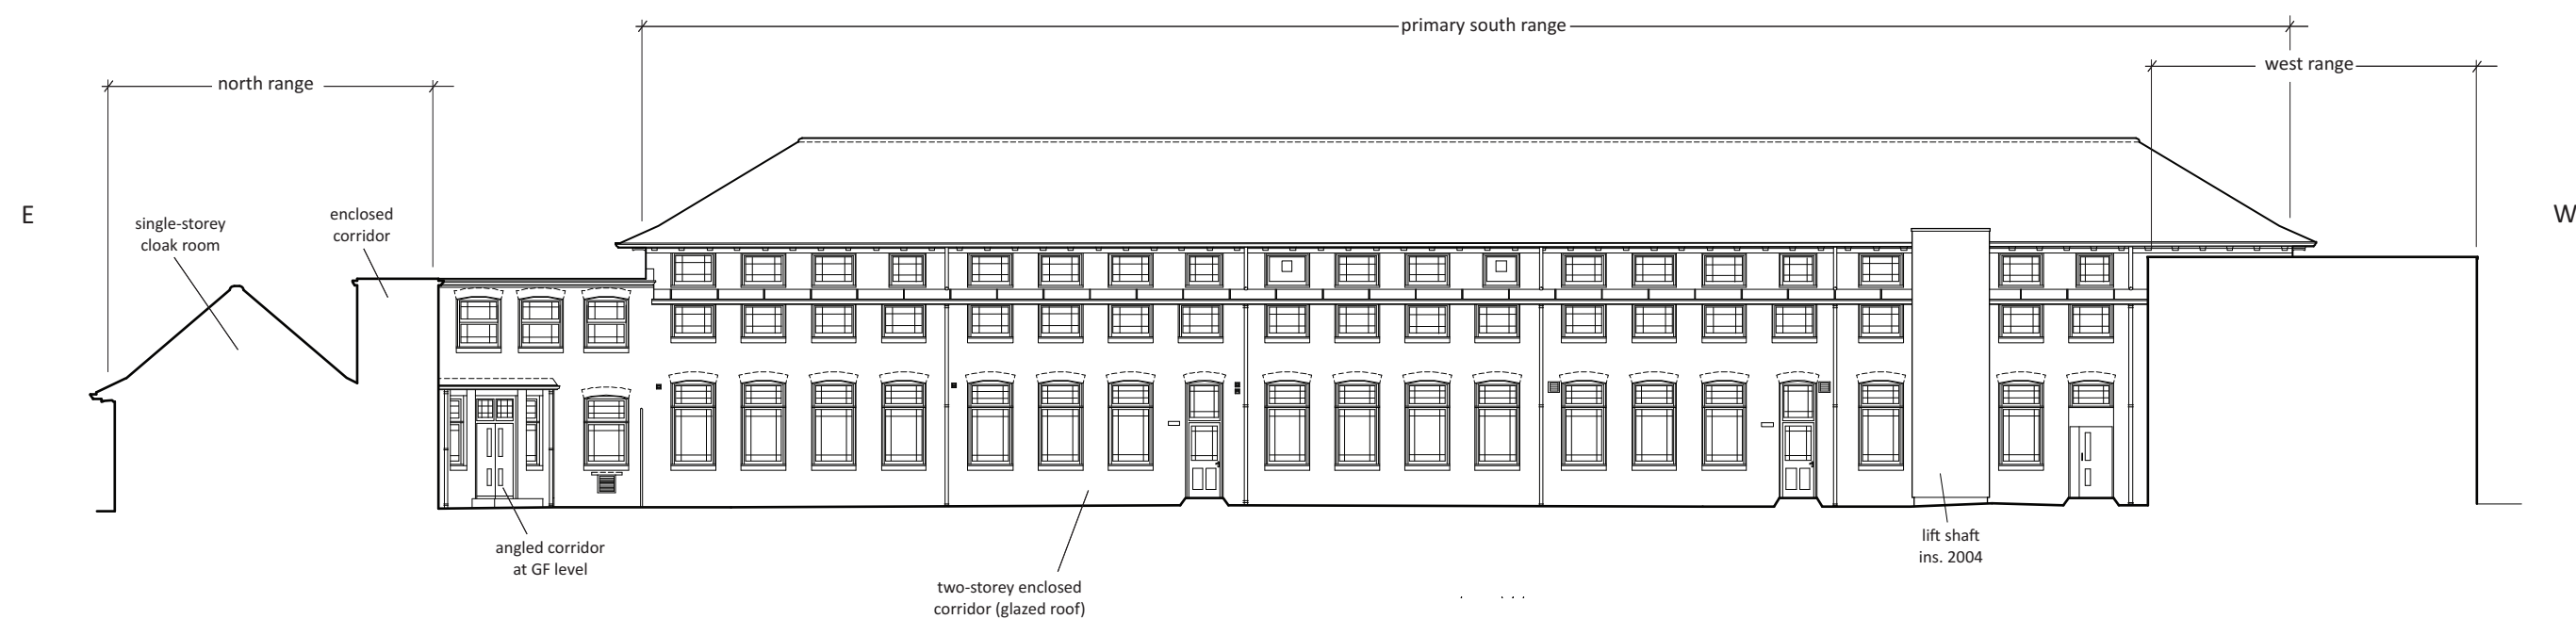 primary south range
north range
west range
E
single-storey
cloak room
enclosed
corridor
W
angled corridor
at GF level
two-storey enclosed
corridor (glazed roof)
lift shaft
ins. 2004